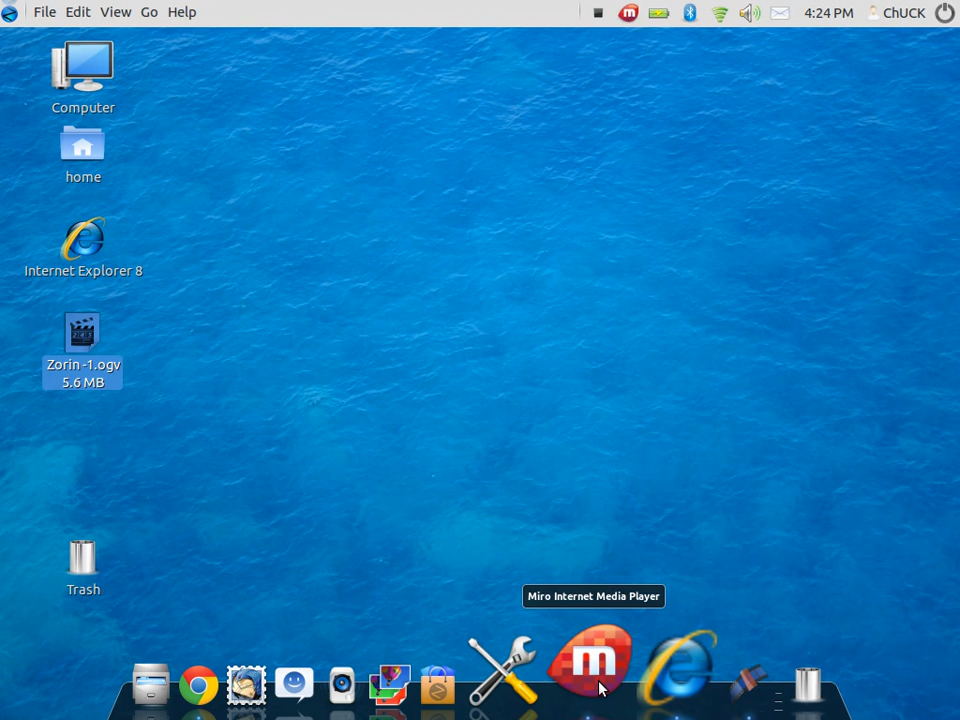 File Edit View Go Help
4:24 PM ChUCK
Computer
home
Internet Explorer 8
Zorin -1.ogv
5.6 MB
Trash
Miro Internet Media Player
m